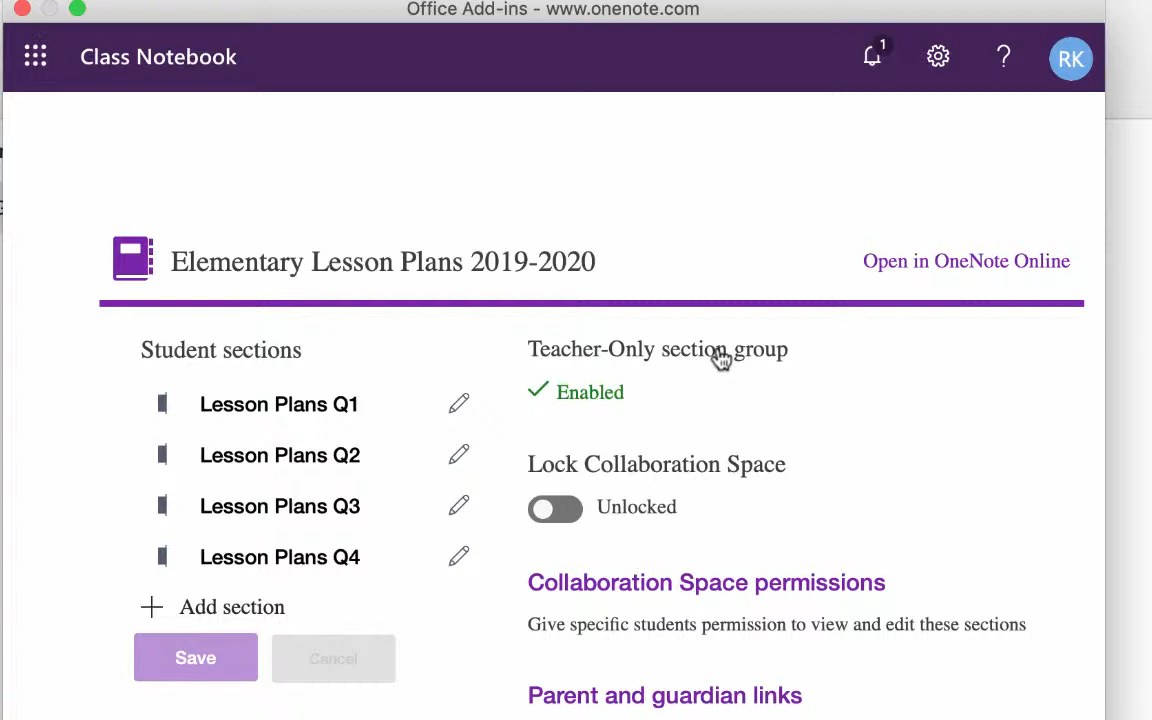 Office Add-ins - www.onenote.com
Class Notebook
1
?
RK
Elementary Lesson Plans 2019-2020
Open in OneNote Online
Student sections
Lesson Plans Q1
Lesson Plans Q2
Lesson Plans Q3
Lesson Plans Q4
+ Add section
Save
Cancel
Teacher-Only section group
Enabled
Lock Collaboration Space
Unlocked
Collaboration Space permissions
Give specific students permission to view and edit these sections
Parent and guardian links